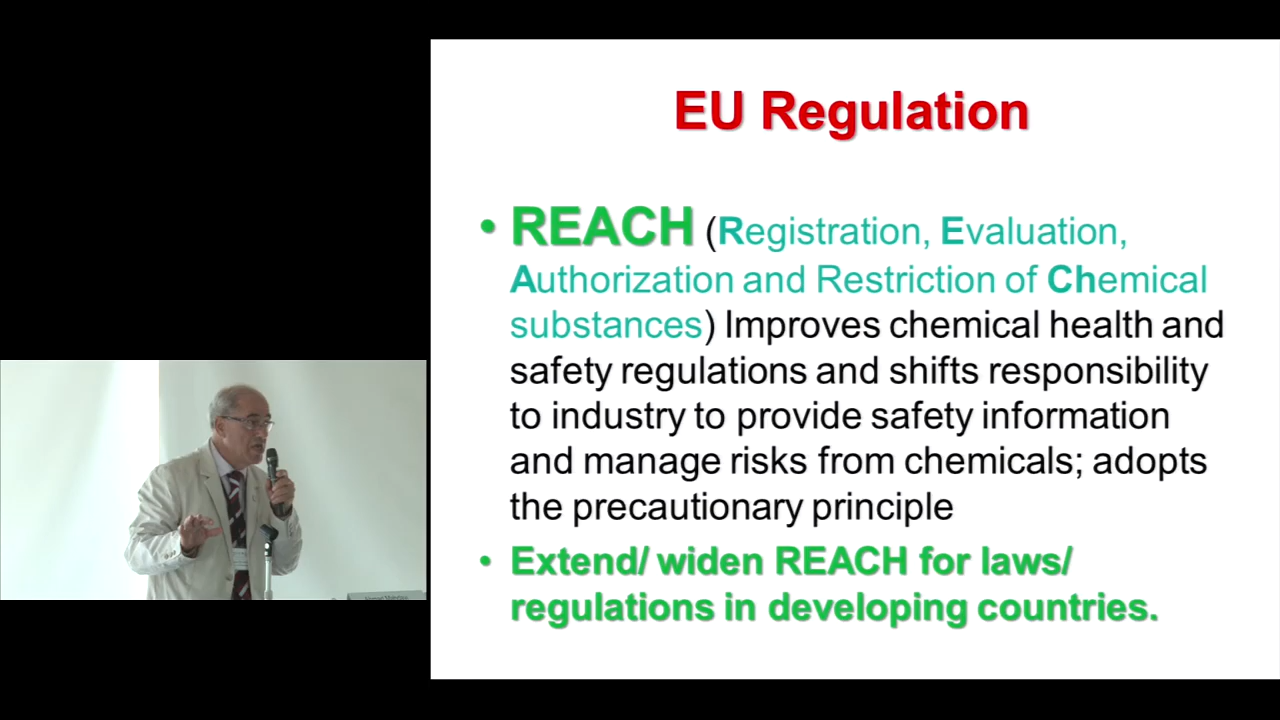 EU Regulation
• REACH (Registration, Evaluation,
Authorization and Restriction of Chemical
substances) Improves chemical health and
safety regulations and shifts responsibility
to industry to provide safety information
and manage risks from chemicals; adopts
the precautionary principle
• Extend/ widen REACH for laws/
regulations in developing countries.